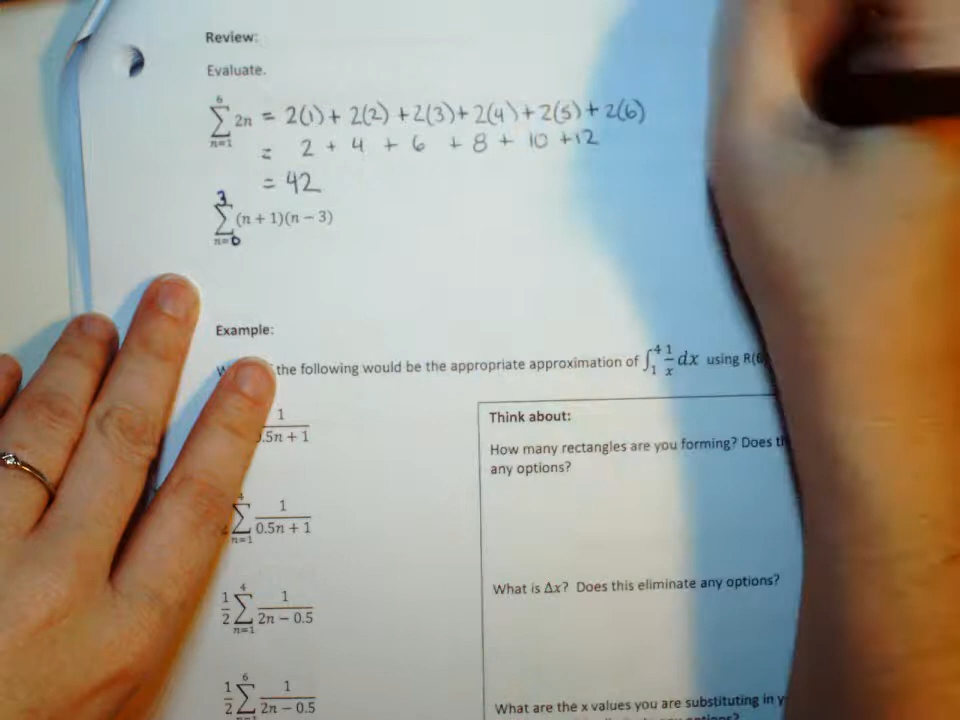 Review:
Evaluate.
6
∑ 2n = 2(1) + 2(2) + 2(3) + 2(4) + 2(5) + 2(6)
n=1
= 2 + 4 + 6 + 8 + 10 + 12
= 42
3
∑ (n + 1)(n − 3)
n=0
Example:
the following would be the appropriate approximation of ∫₁⁴ 1/x dx using R(6
1
.5n + 1
Think about:
How many rectangles are you forming? Does
any options?
4
∑ 1
0.5n + 1
n=1
What is Δx? Does this eliminate any options?
4
1/2 ∑ 1
2n − 0.5
n=1
6
1/2 ∑ 1
2n − 0.5
What are the x values you are substituting in